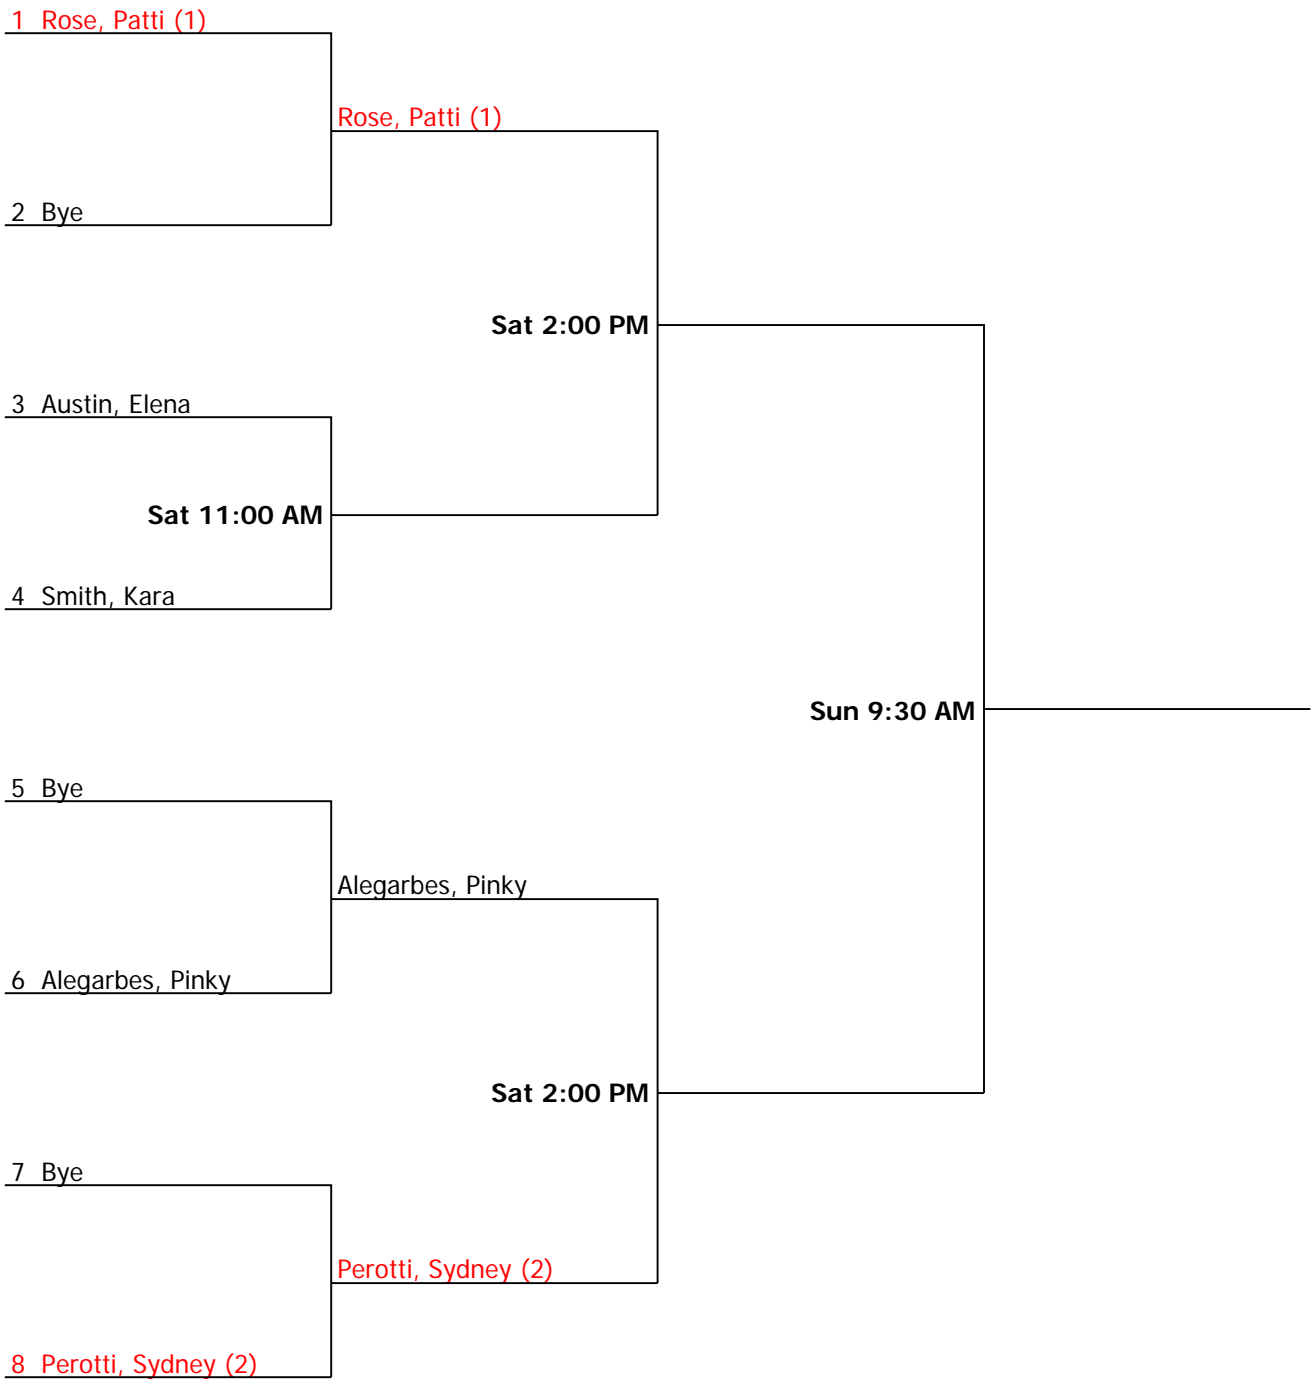 1 Rose, Patti (1)
Rose, Patti (1)
2 Bye
Sat 2:00 PM
3 Austin, Elena
Sat 11:00 AM
4 Smith, Kara
Sun 9:30 AM
5 Bye
Alegarbes, Pinky
6 Alegarbes, Pinky
Sat 2:00 PM
7 Bye
Perotti, Sydney (2)
8 Perotti, Sydney (2)